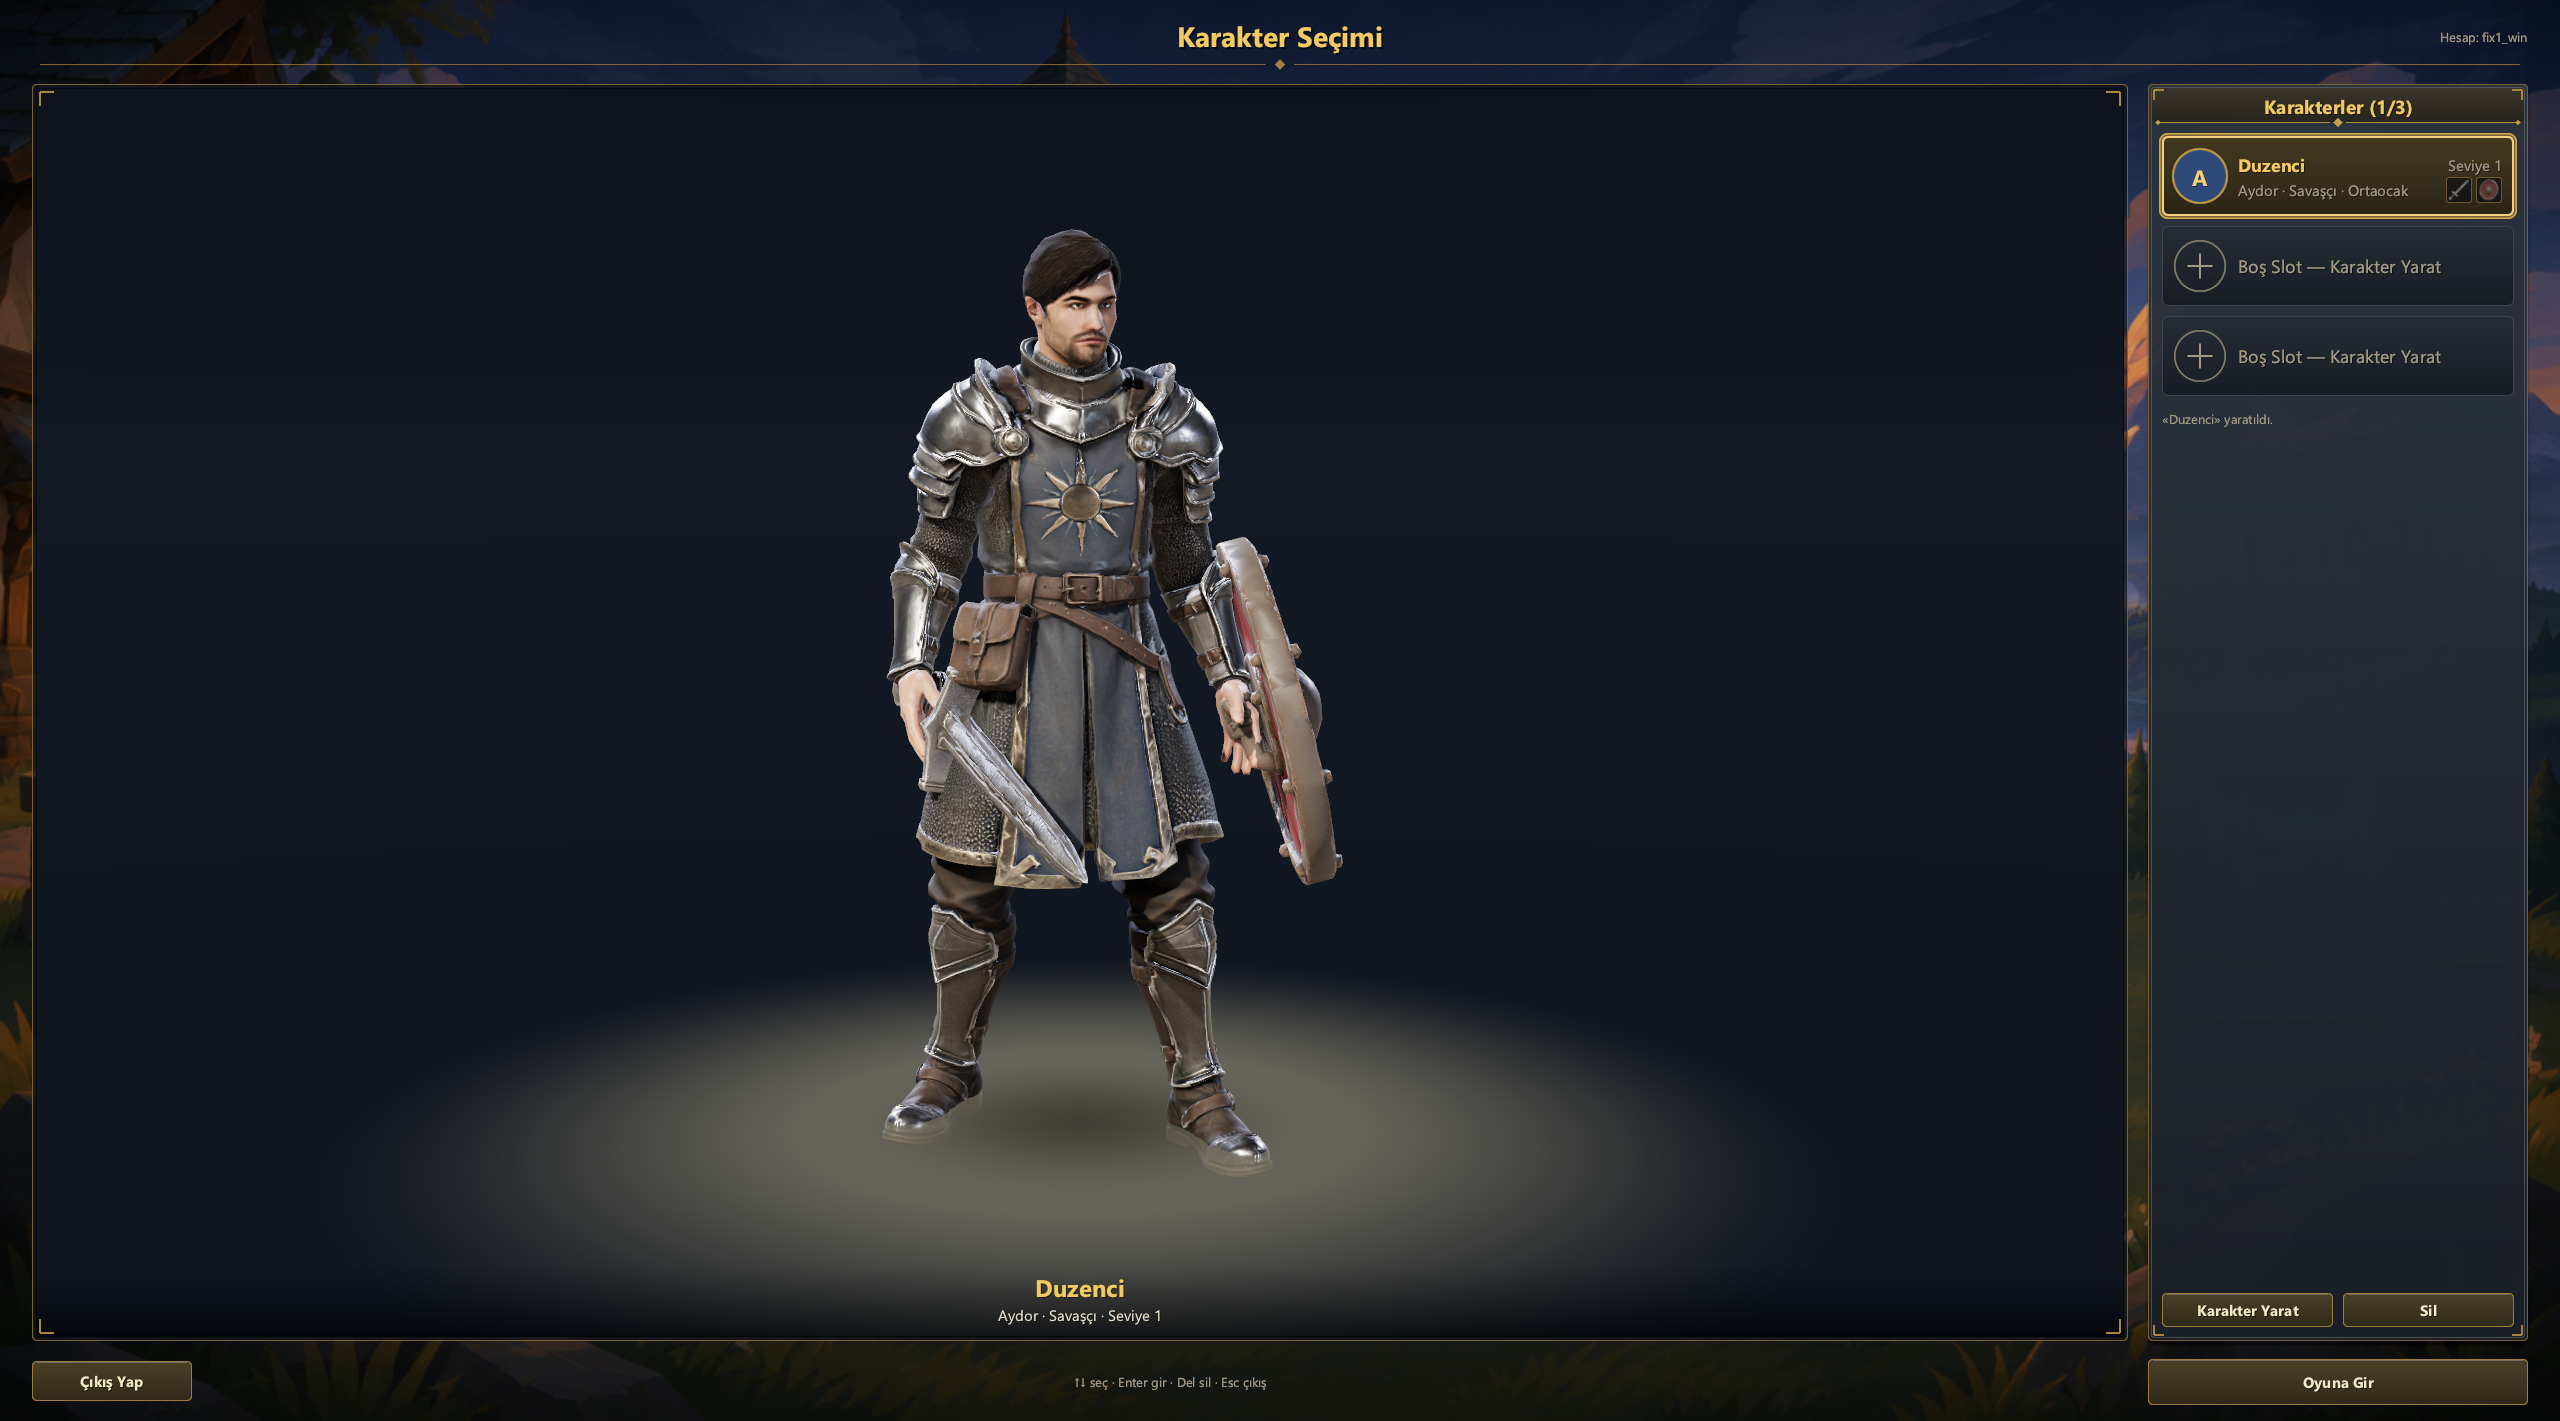 Karakter Seçimi
Hesap: fix1_win
Karakterler (1/3)
A
Duzenci
Seviye 1
Aydor · Savaşçı · Ortaocak
Boş Slot — Karakter Yarat
Boş Slot — Karakter Yarat
«Duzenci» yaratıldı.
Duzenci
Aydor · Savaşçı · Seviye 1
Karakter Yarat
Sil
Çıkış Yap
↑↓ seç · Enter gir · Del sil · Esc çıkış
Oyuna Gir